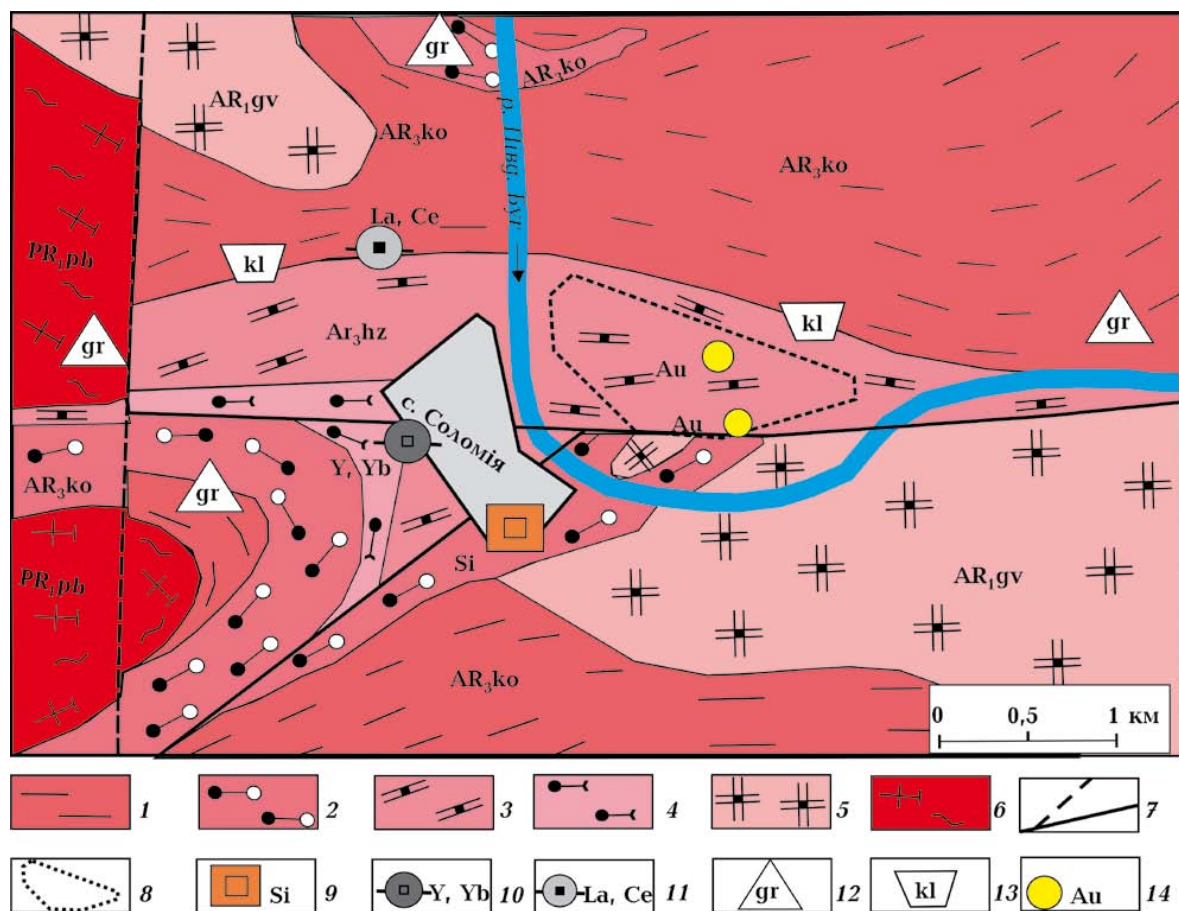 gr
AR₃ko
AR₁gv
AR₃ko
AR₃ko
р. Півд. Буг
La, Ce
PR₁pb
kl
kl
gr
gr
Ar₃hz
Au
с. Соломія
Au
Y, Yb
AR₃ko
gr
Si
PR₁pb
AR₁gv
AR₃ko
0 0,5 1 км
1 2 3 4 5 6 7
8 Si 9 Y, Yb 10 La, Ce 11 gr 12 kl 13 Au 14